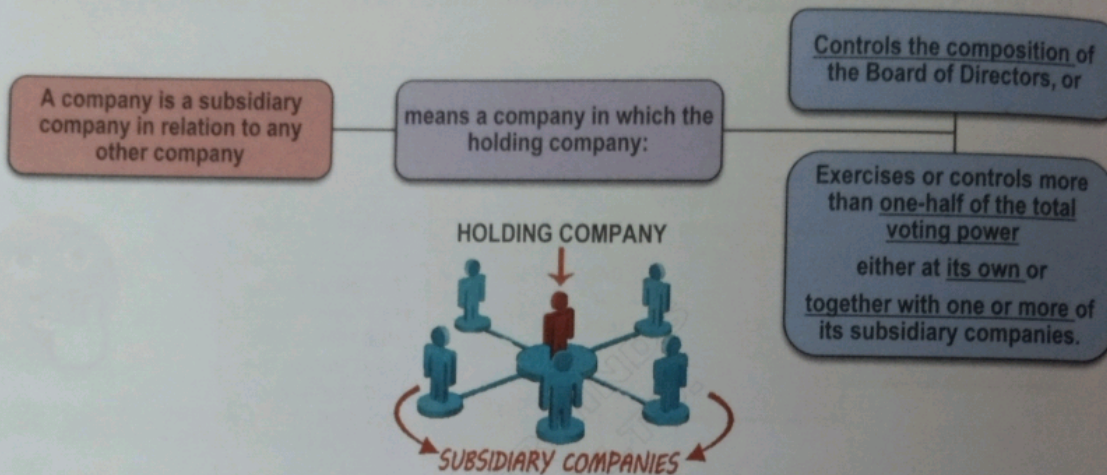 A company is a subsidiary
company in relation to any
other company
means a company in which the
holding company:
Controls the composition of
the Board of Directors, or
Exercises or controls more
than one-half of the total
voting power
either at its own or
together with one or more of
its subsidiary companies.
HOLDING COMPANY
SUBSIDIARY COMPANIES